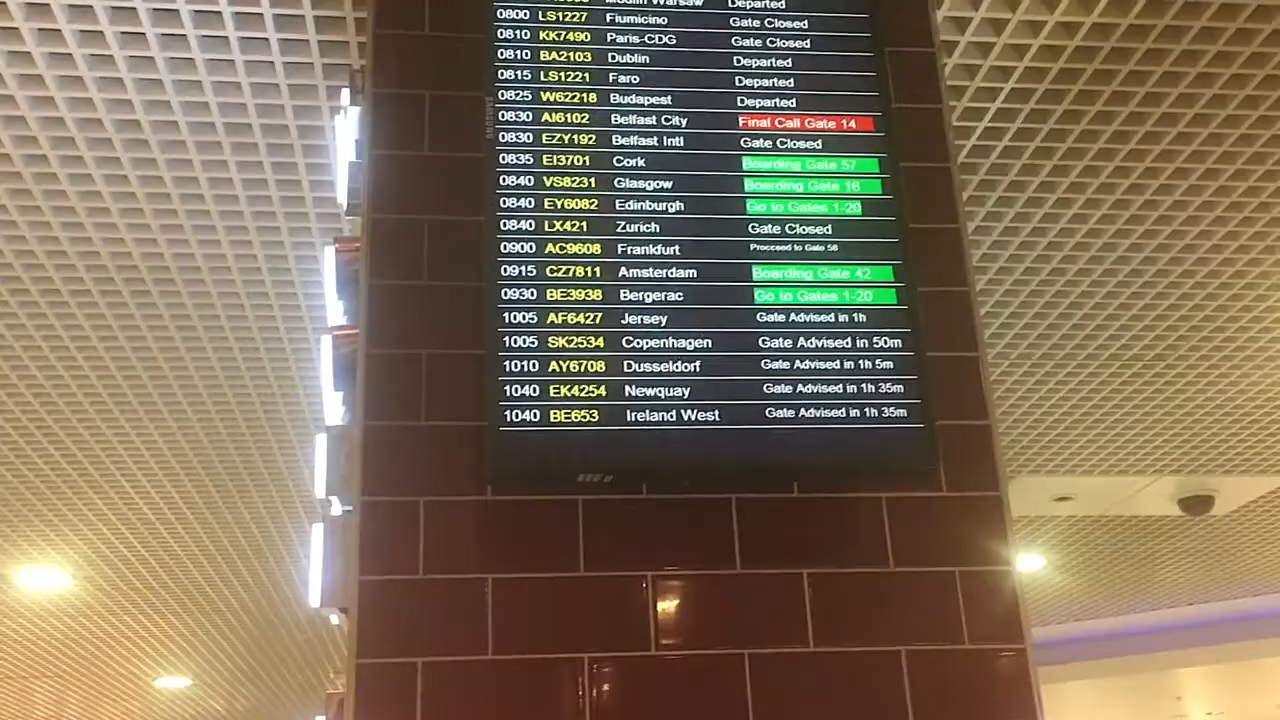 Modlin Warsaw Departed
0800 LS1227 Fiumicino Gate Closed
0810 KK7490 Paris-CDG Gate Closed
0810 BA2103 Dublin Departed
0815 LS1221 Faro Departed
0825 W62218 Budapest Departed
0830 AI6102 Belfast City Final Call Gate 14
0830 EZY192 Belfast Intl Gate Closed
0835 EI3701 Cork Boarding Gate 57
0840 VS8231 Glasgow Boarding Gate 16
0840 EY6082 Edinburgh Go to Gates 1-20
0840 LX421 Zurich Gate Closed
0900 AC9608 Frankfurt Procceed to Gate 56
0915 CZ7811 Amsterdam Boarding Gate 42
0930 BE3938 Bergerac Go to Gates 1-20
1005 AF6427 Jersey Gate Advised in 1h
1005 SK2534 Copenhagen Gate Advised in 50m
1010 AY6708 Dusseldorf Gate Advised in 1h 5m
1040 EK4254 Newquay Gate Advised in 1h 35m
1040 BE653 Ireland West Gate Advised in 1h 35m
SAMSUNG